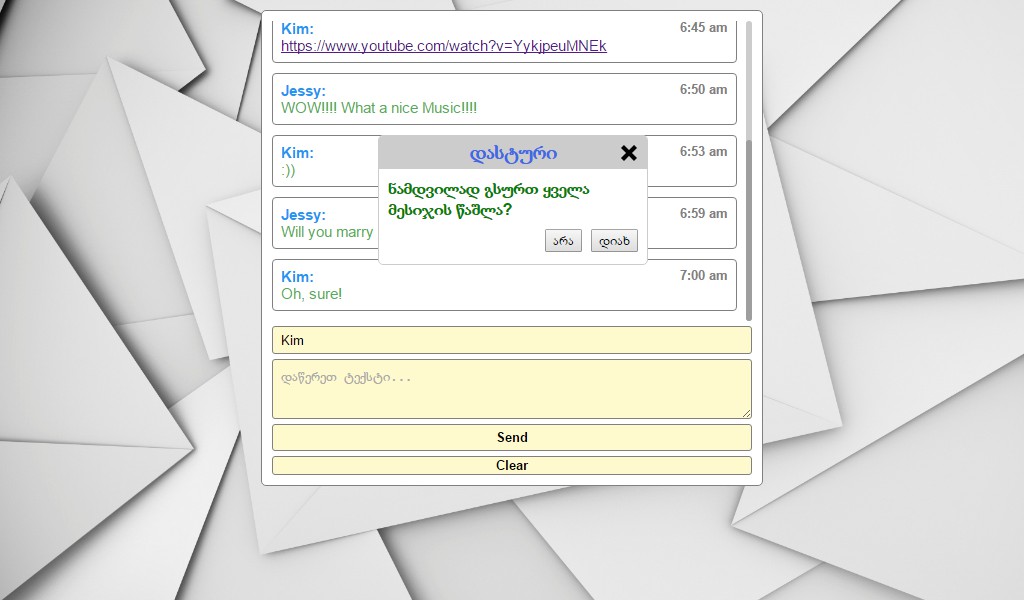 Kim:
6:45 am
https://www.youtube.com/watch?v=YykjpeuMNEk
Jessy:
6:50 am
WOW!!!! What a nice Music!!!!
Kim:
6:53 am
:))
დასტური
ნამდვილად გსურთ ყველა
მესიჯის წაშლა?
არა
დიახ
Jessy:
6:59 am
Will you marry
Kim:
7:00 am
Oh, sure!
Kim
დაწერეთ ტექსტი...
Send
Clear